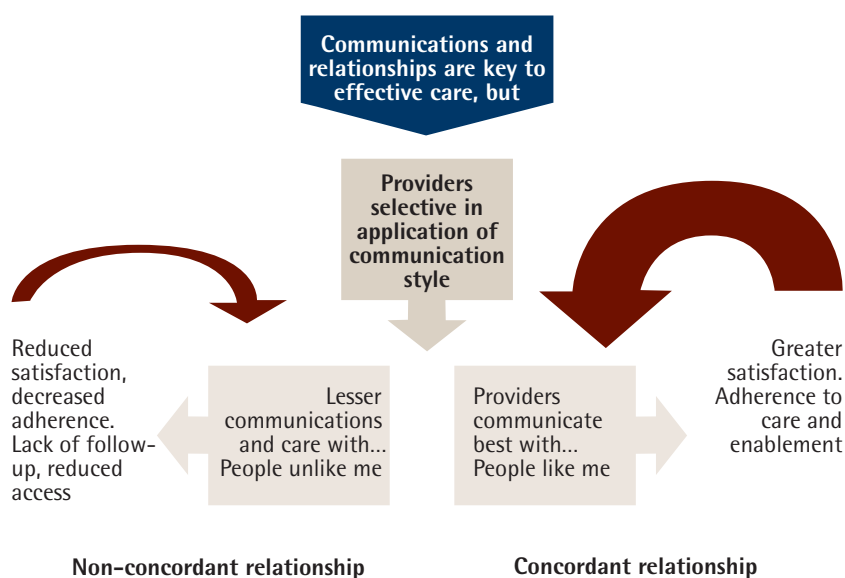 Communications and
relationships are key to
effective care, but
Providers
selective in
application of
communication
style
Reduced
satisfaction,
decreased
adherence.
Lack of follow-
up, reduced
access
Lesser
communications
and care with...
People unlike me
Providers
communicate
best with...
People like me
Greater
satisfaction.
Adherence to
care and
enablement
Non-concordant relationship
Concordant relationship